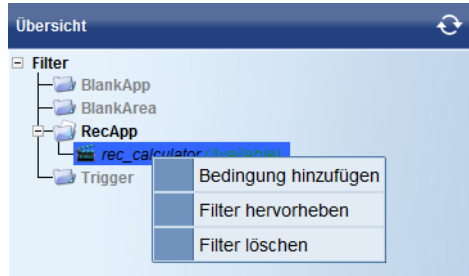 Übersicht
Filter
BlankApp
BlankArea
RecApp
rec_calculator (Available)
Trigger
Bedingung hinzufügen
Filter hervorheben
Filter löschen